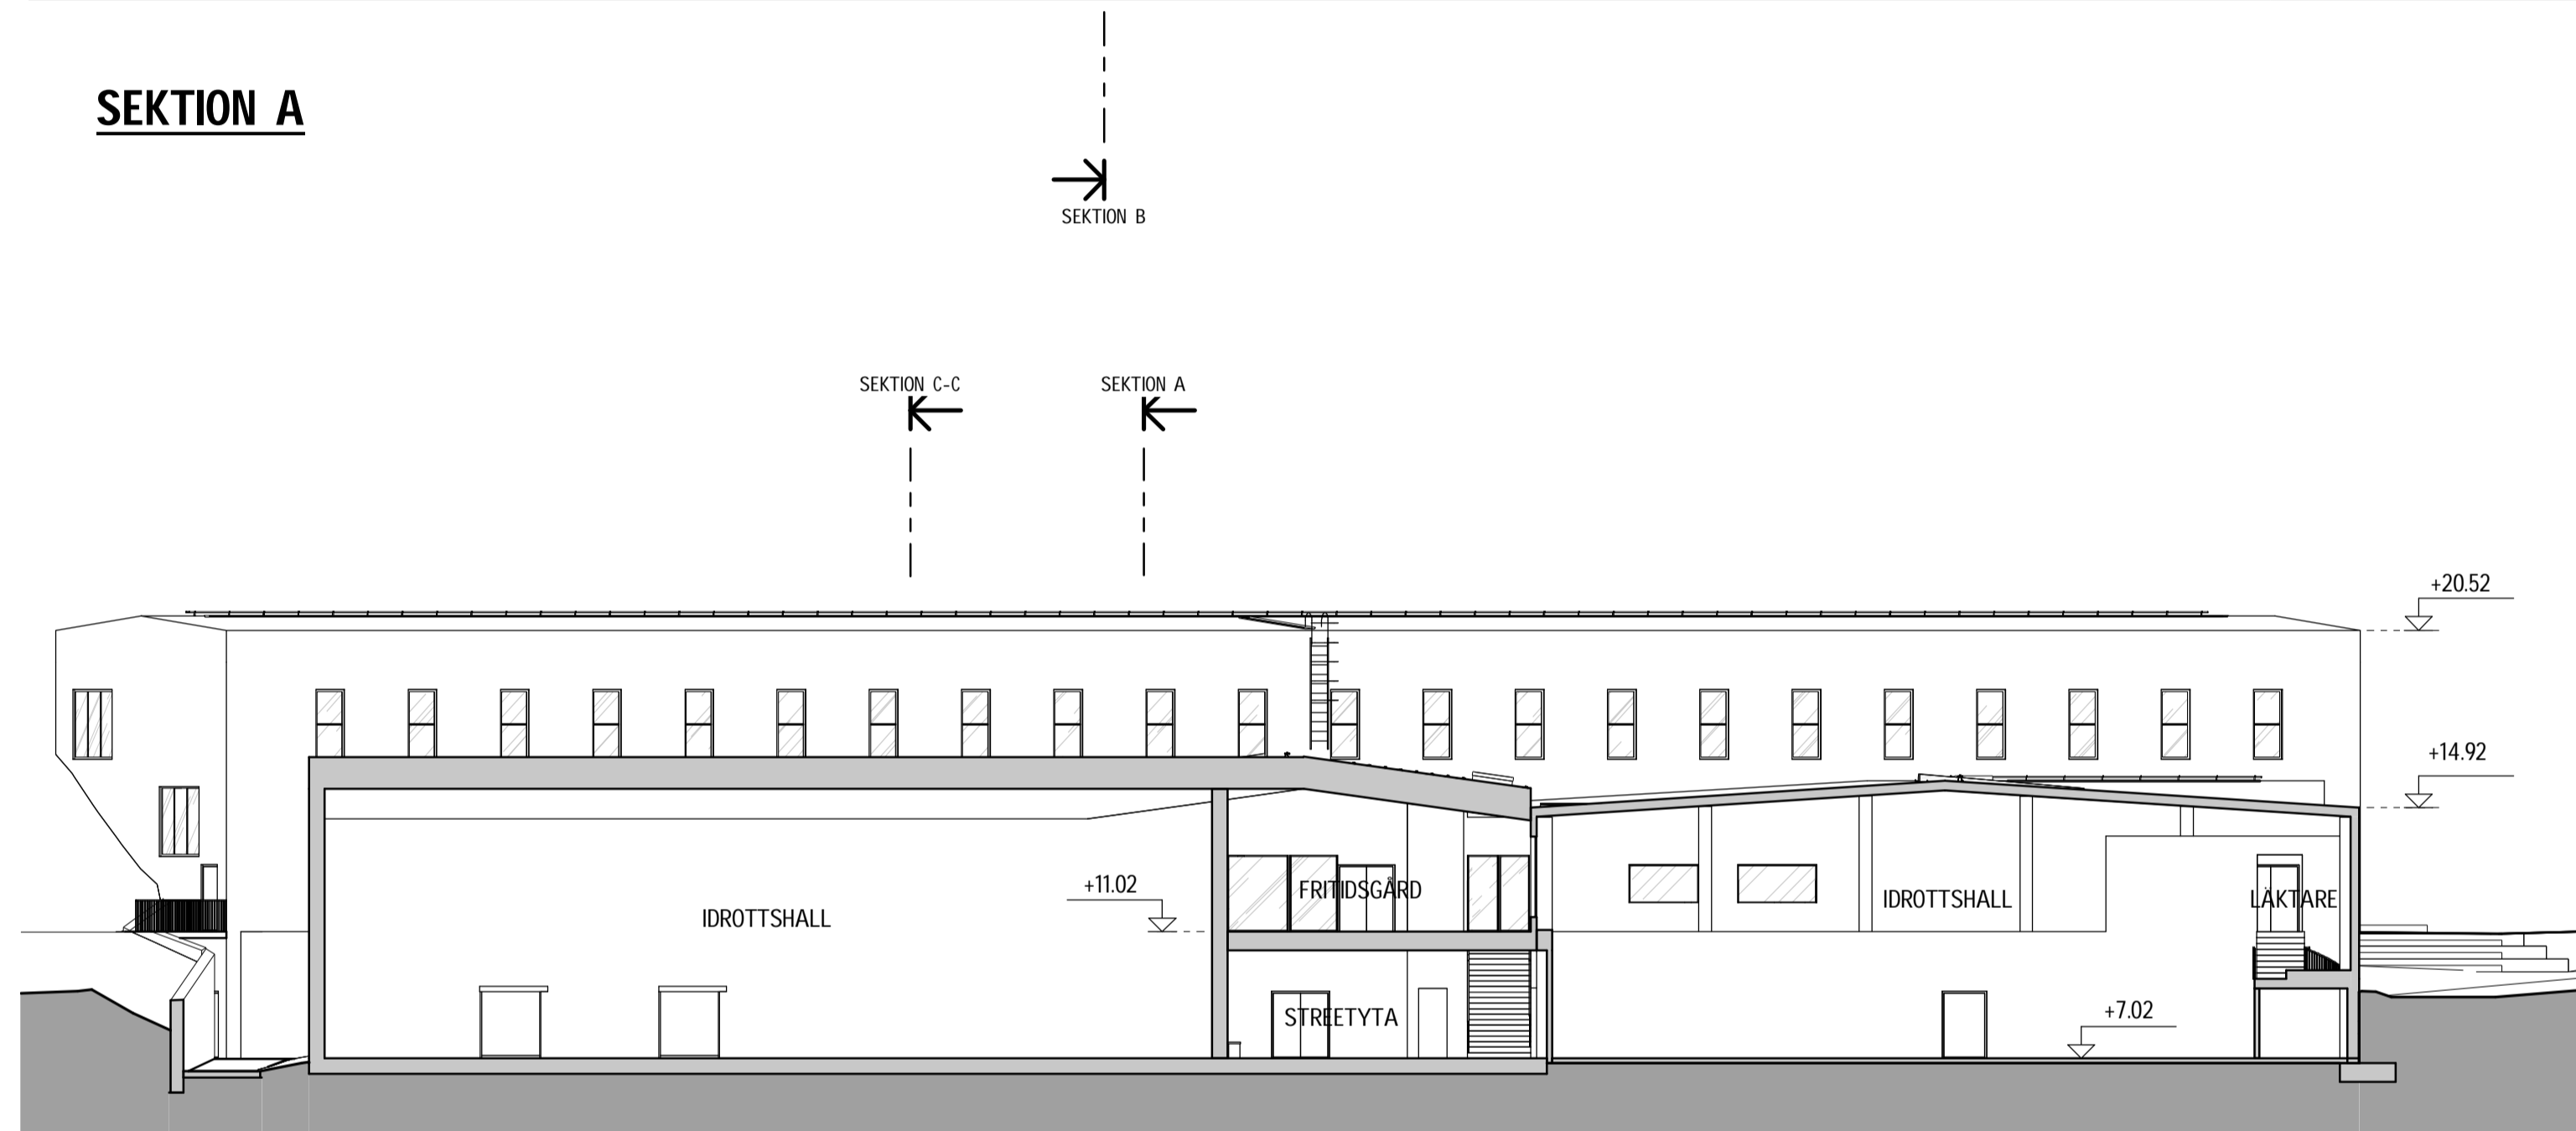 SEKTION A
SEKTION B
SEKTION C-C
SEKTION A
+20.52
+14.92
+11.02
FRITIDSGÅRD
IDROTTSHALL
IDROTTSHALL
LÄKTARE
STREETYTA
+7.02